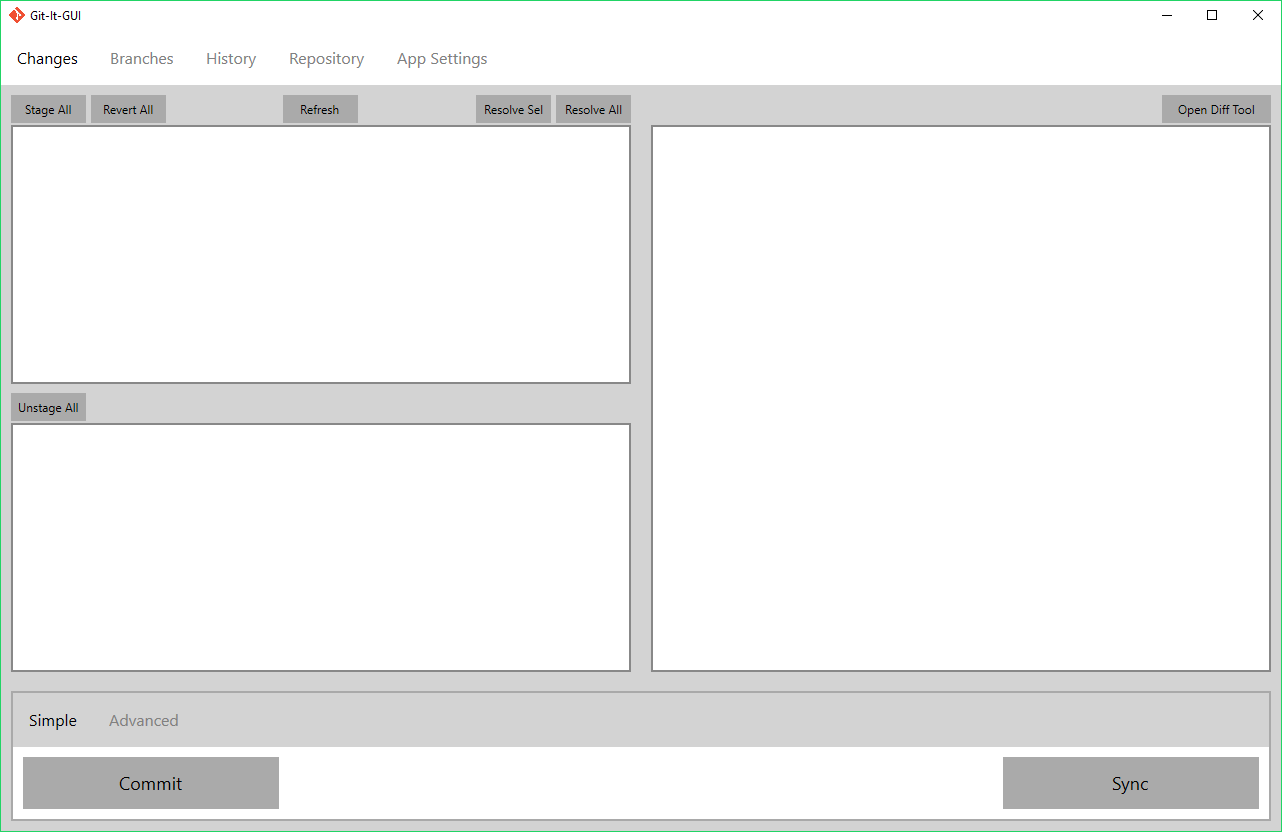 Git-It-GUI
Changes Branches History Repository App Settings
Stage All Revert All Refresh Resolve Sel Resolve All Open Diff Tool
Unstage All
Simple Advanced
Commit Sync